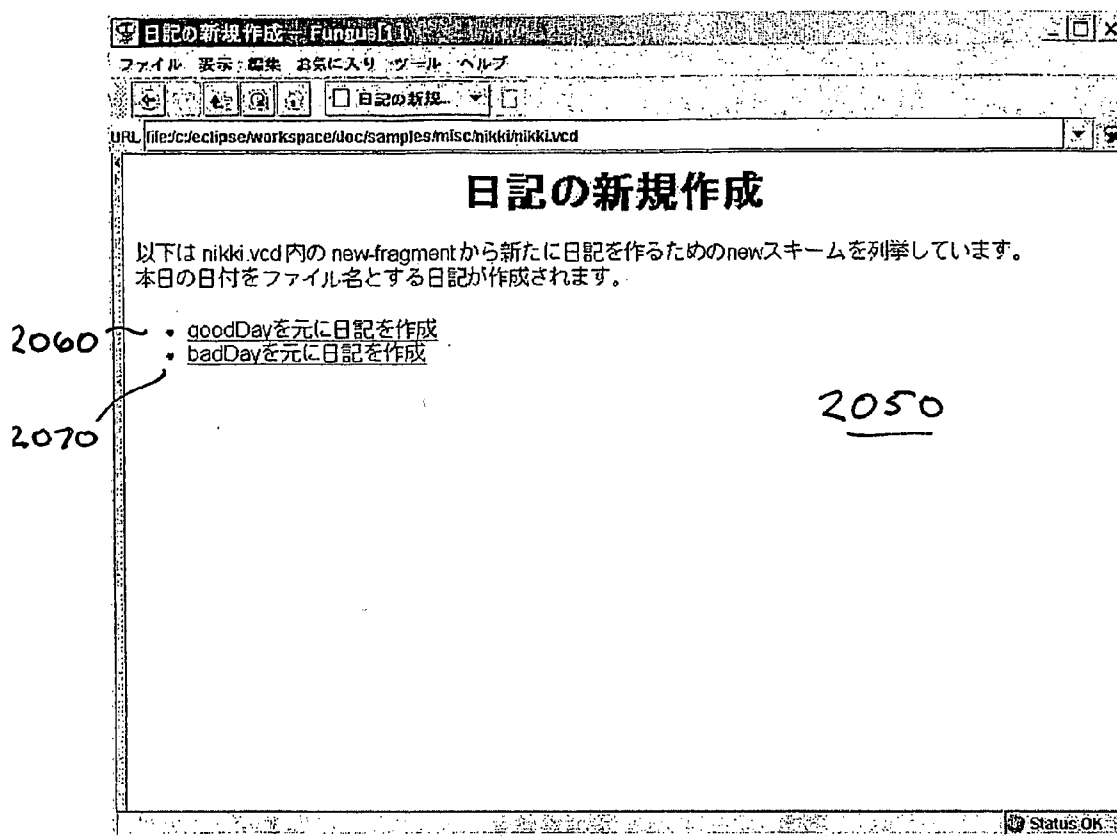 日記の新規作成 — Fungus[1]
ファイル 表示 編集 お気に入り ツール ヘルプ
日記の新規...
URL file:/c:/eclipse/workspace/doc/samples/misc/nikki/nikki.vcd
日記の新規作成
以下は nikki.vcd 内の new-fragment から新たに日記を作るためのnewスキームを列挙しています。
本日の日付をファイル名とする日記が作成されます。
2060
• goodDayを元に日記を作成
• badDayを元に日記を作成
2050
2070
Status OK